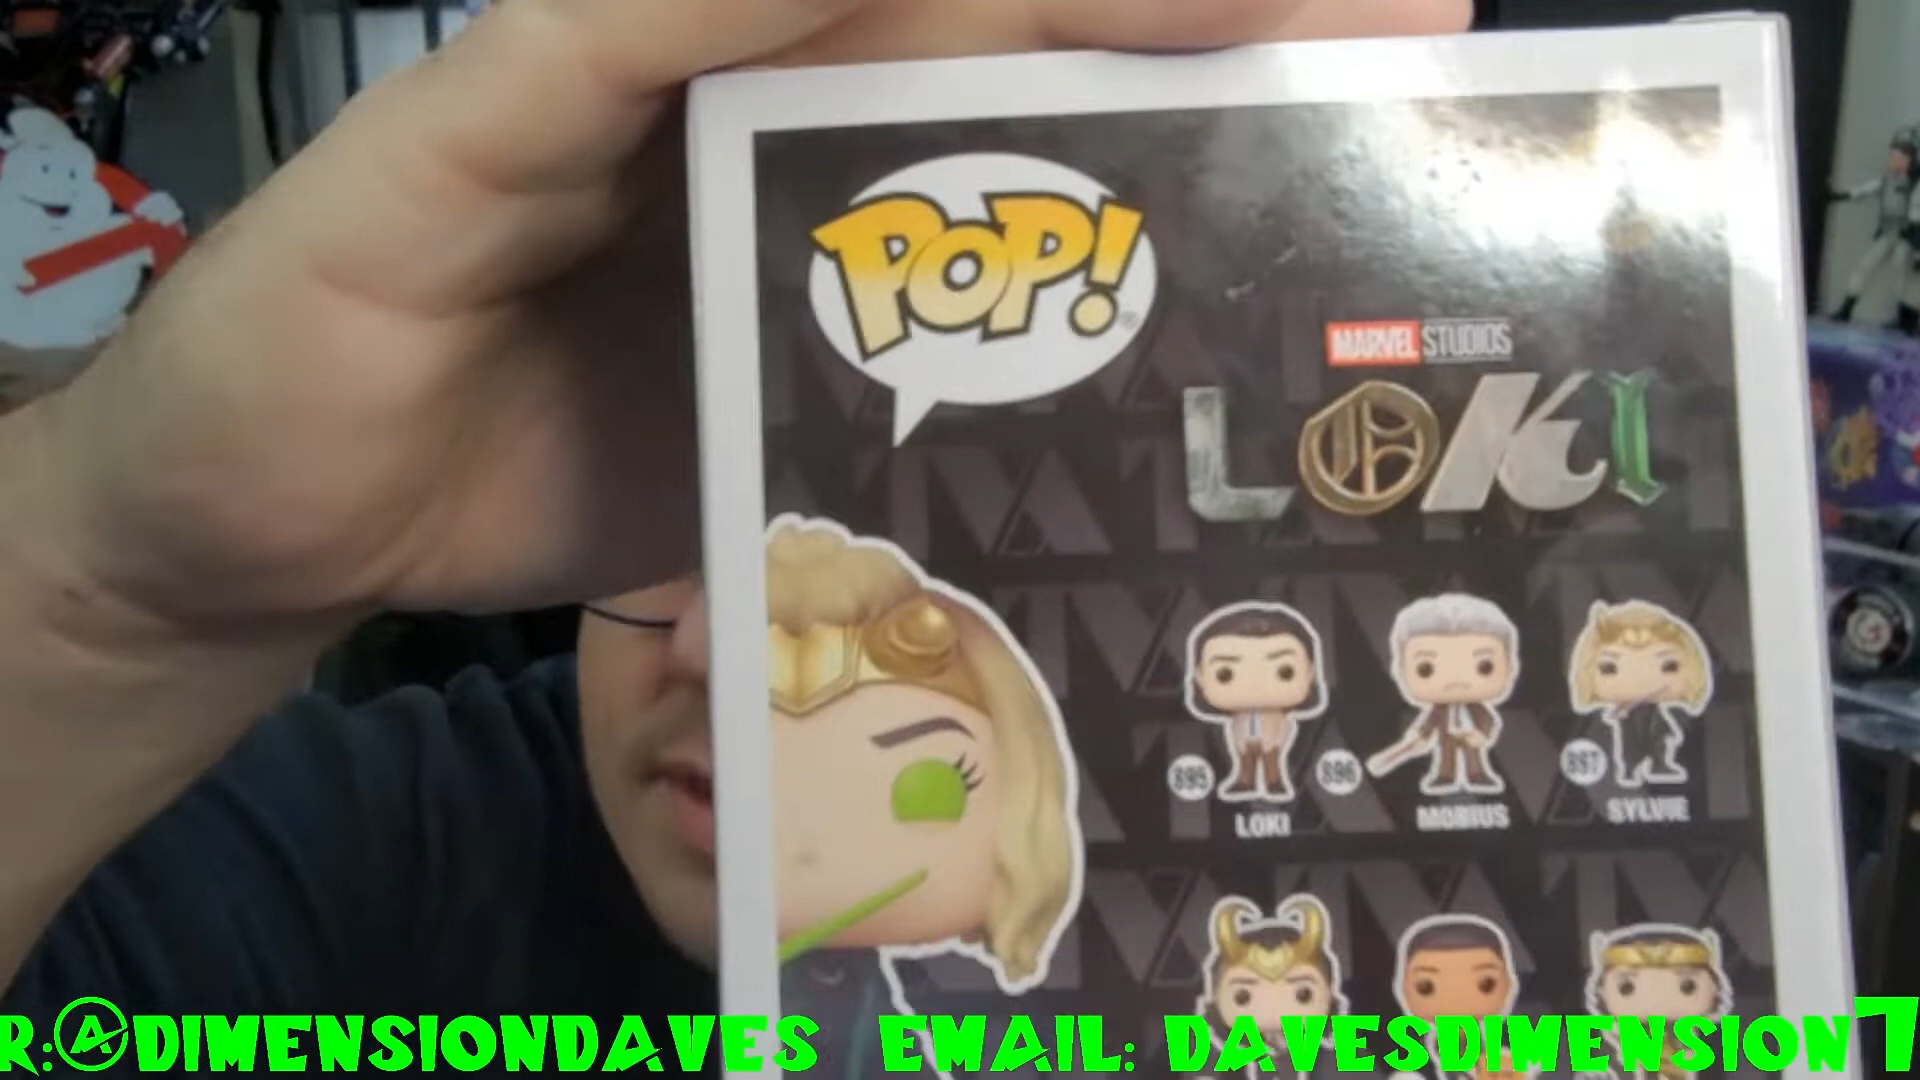 POP!
MARVEL STUDIOS
LOKI
895 896 897
LOKI MOBIUS SYLVIE
R:@DIMENSIONDAVES EMAIL: DAVESDIMENSION7